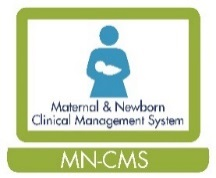 Maternal & Newborn
Clinical Management System
MN-CMS